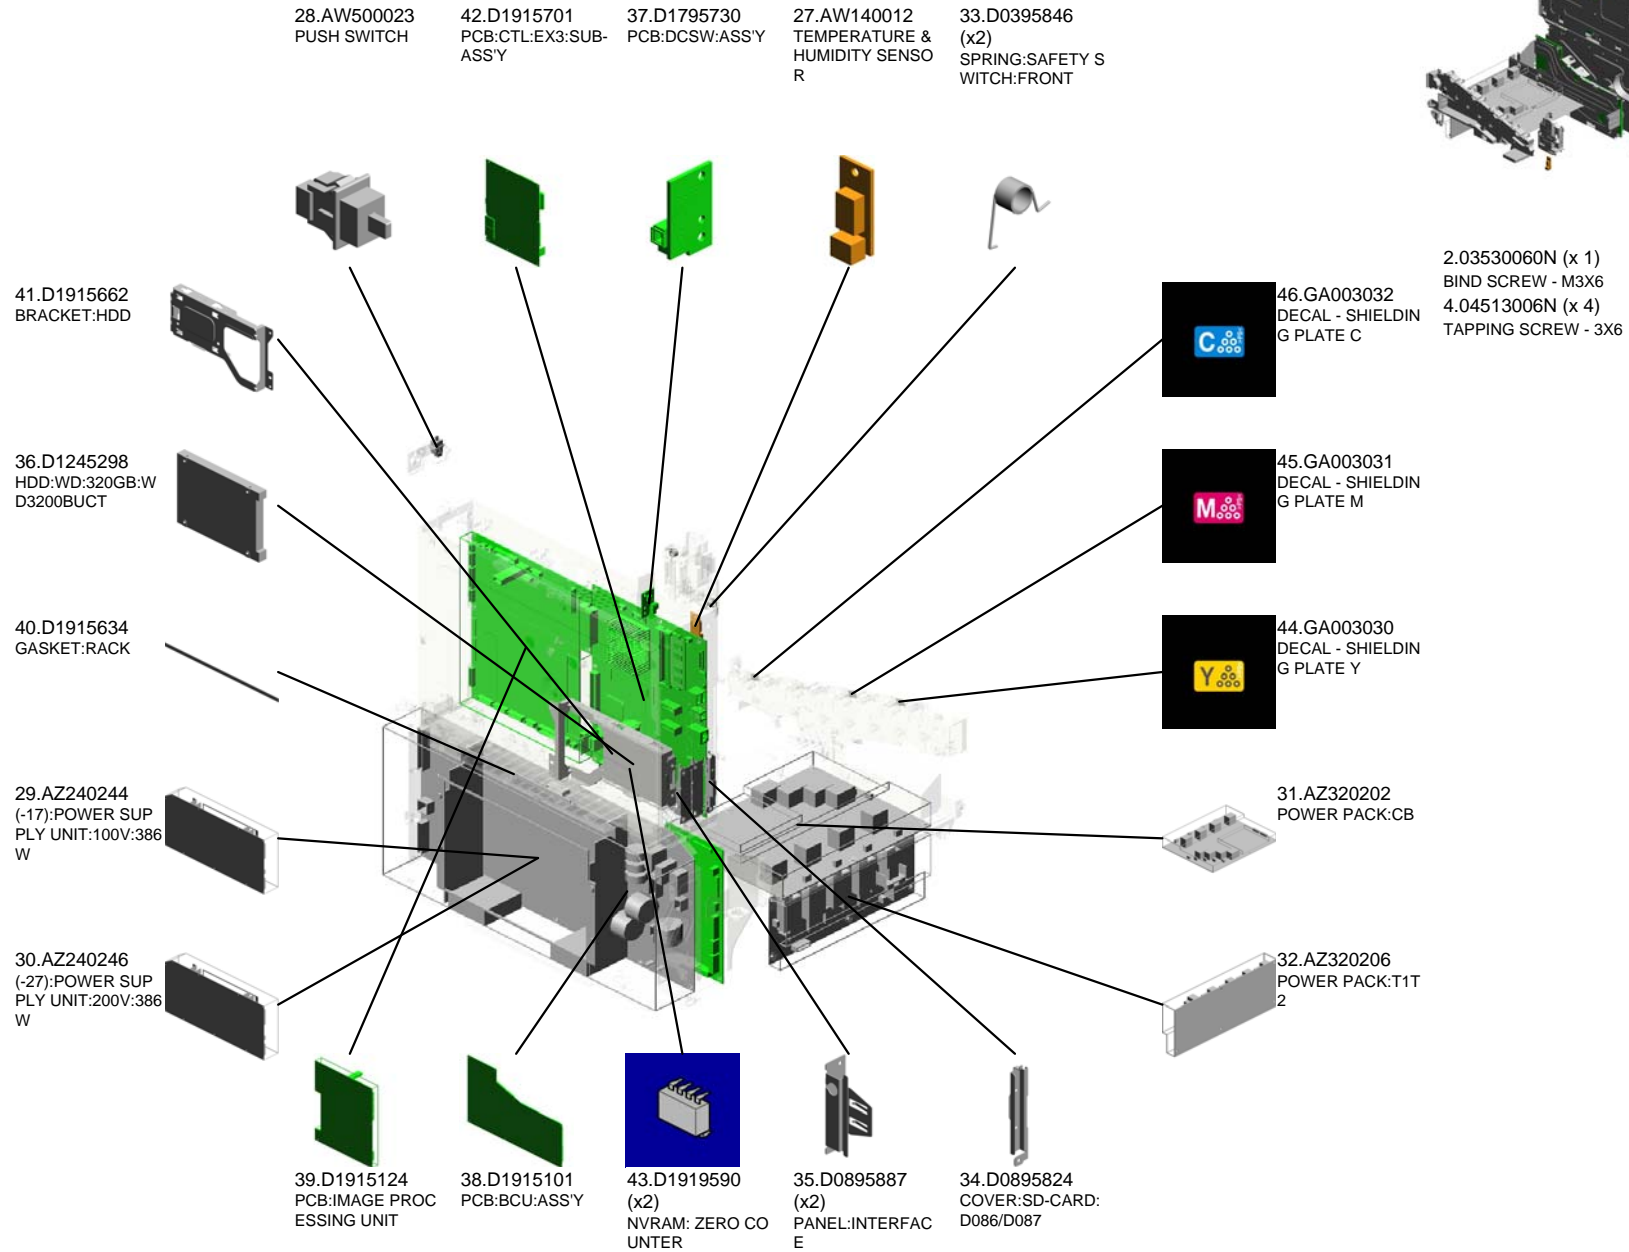 28.AW500023
PUSH SWITCH
42.D1915701
PCB:CTL:EX3:SUB-
ASS'Y
37.D1795730
PCB:DCSW:ASS'Y
27.AW140012
TEMPERATURE &
HUMIDITY SENSO
R
33.D0395846
(x2)
SPRING:SAFETY S
WITCH:FRONT
2.03530060N (x 1)
BIND SCREW - M3X6
4.04513006N (x 4)
TAPPING SCREW - 3X6
41.D1915662
BRACKET:HDD
36.D1245298
HDD:WD:320GB:W
D3200BUCT
40.D1915634
GASKET:RACK
29.AZ240244
(-17):POWER SUP
PLY UNIT:100V:386
W
30.AZ240246
(-27):POWER SUP
PLY UNIT:200V:386
W
C
46.GA003032
DECAL - SHIELDIN
G PLATE C
M
45.GA003031
DECAL - SHIELDIN
G PLATE M
Y
44.GA003030
DECAL - SHIELDIN
G PLATE Y
31.AZ320202
POWER PACK:CB
32.AZ320206
POWER PACK:T1T
2
39.D1915124
PCB:IMAGE PROC
ESSING UNIT
38.D1915101
PCB:BCU:ASS'Y
43.D1919590
(x2)
NVRAM: ZERO CO
UNTER
35.D0895887
(x2)
PANEL:INTERFAC
E
34.D0895824
COVER:SD-CARD:
D086/D087